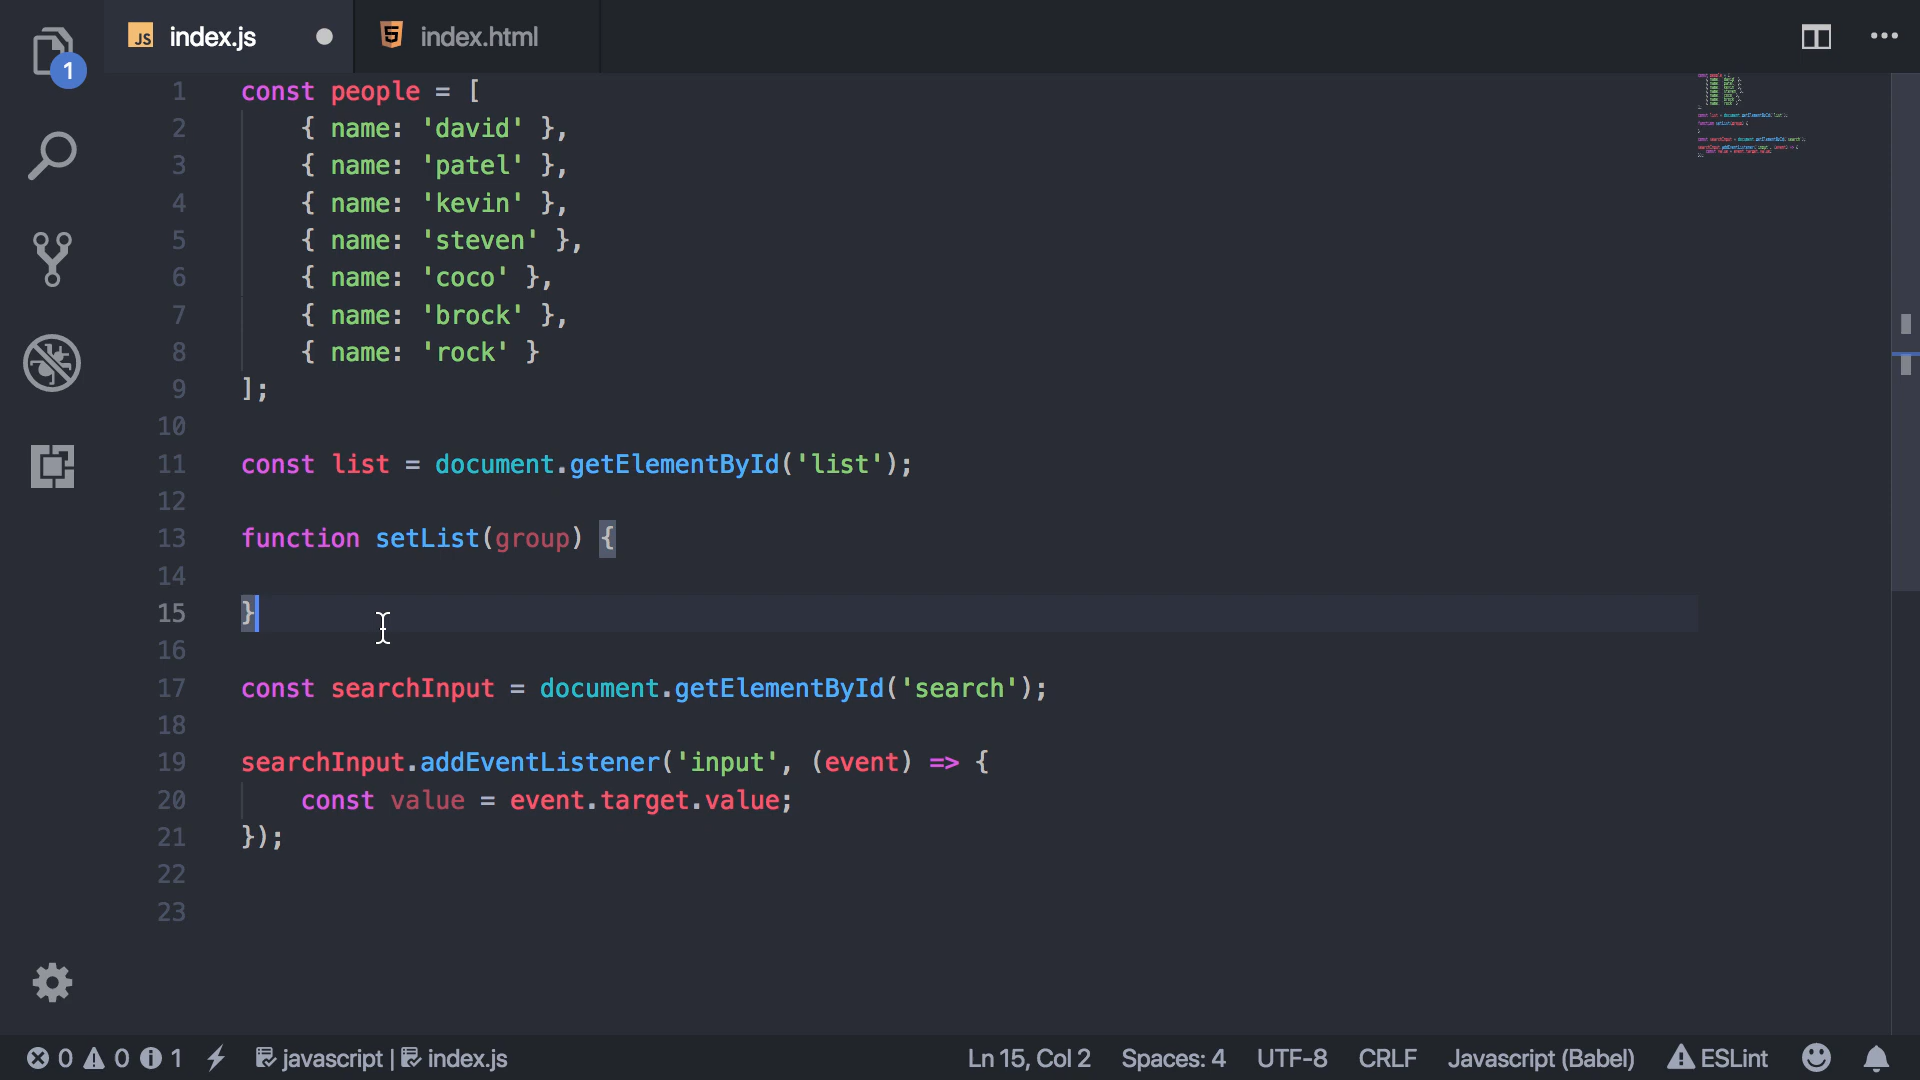 JS index.js
5 index.html
1
1 const people = [
2 { name: 'david' },
3 { name: 'patel' },
4 { name: 'kevin' },
5 { name: 'steven' },
6 { name: 'coco' },
7 { name: 'brock' },
8 { name: 'rock' }
9 ];
10
11 const list = document.getElementById('list');
12
13 function setList(group) {
14
15 }
16
17 const searchInput = document.getElementById('search');
18
19 searchInput.addEventListener('input', (event) => {
20 const value = event.target.value;
21 });
22
23
0 0 1 javascript | index.js Ln 15, Col 2 Spaces: 4 UTF-8 CRLF Javascript (Babel) ESLint